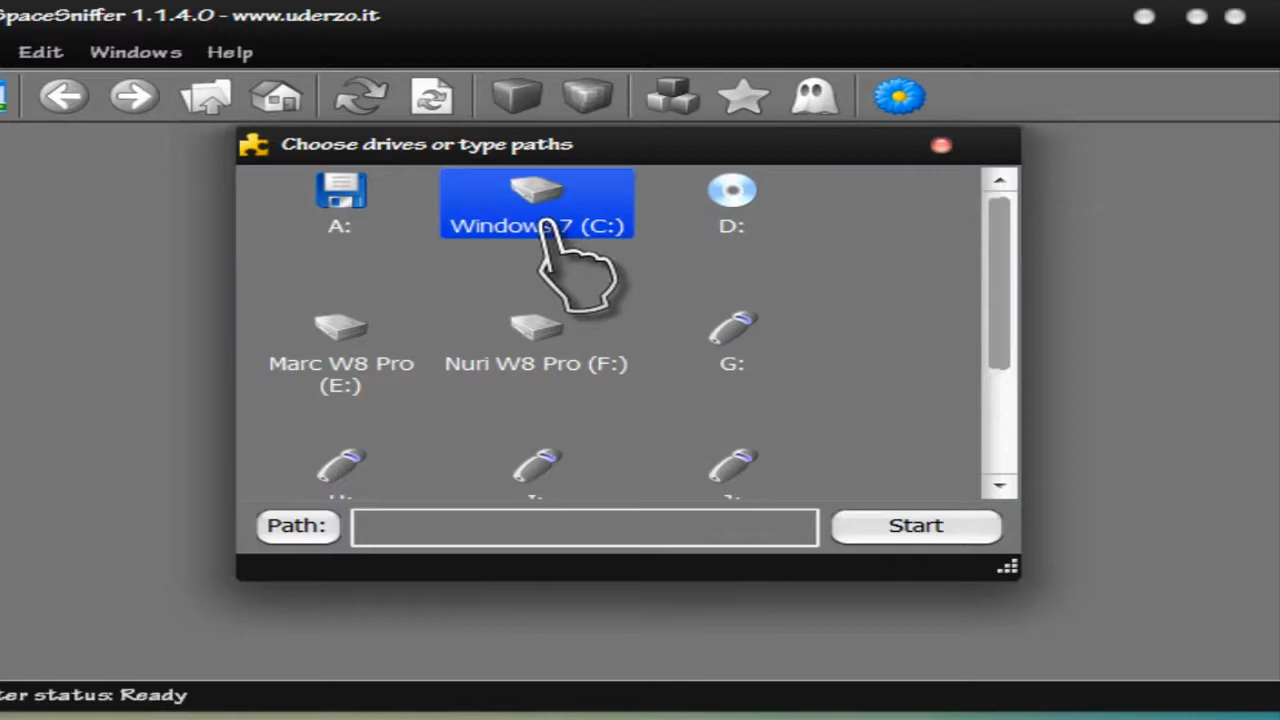 SpaceSniffer 1.1.4.0 - www.uderzo.it
Edit Windows Help
Choose drives or type paths
A:
Windows 7 (C:)
D:
Marc W8 Pro
(E:)
Nuri W8 Pro (F:)
G:
Path:
Start
ter status: Ready